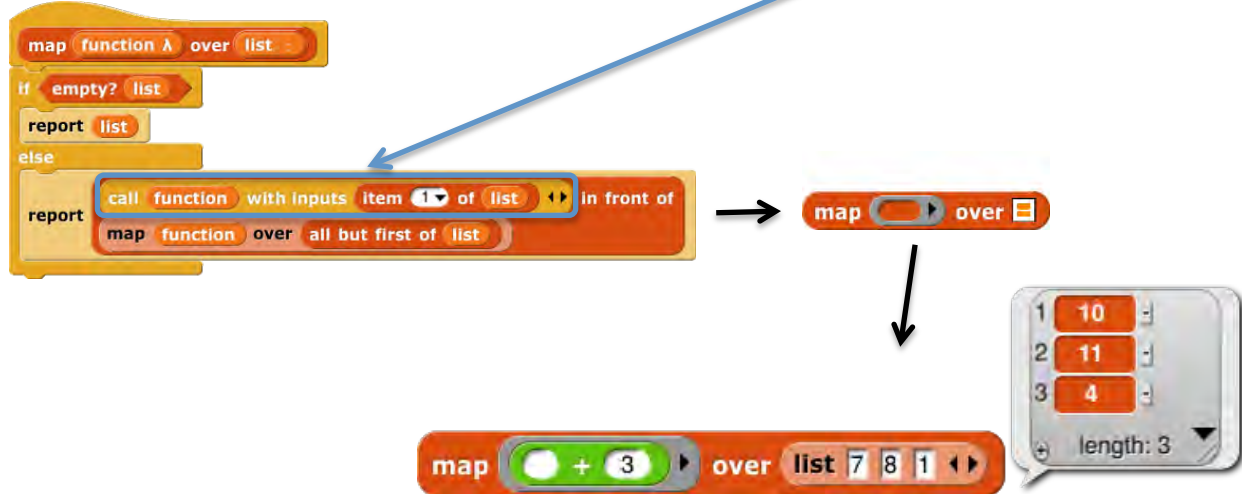 map function λ over list :
if empty? list
report list
else
report call function with inputs item 1 of list in front of
map function over all but first of list
map over
1 10 -
2 11 -
3 4 -
+ length: 3
map + 3 over list 7 8 1